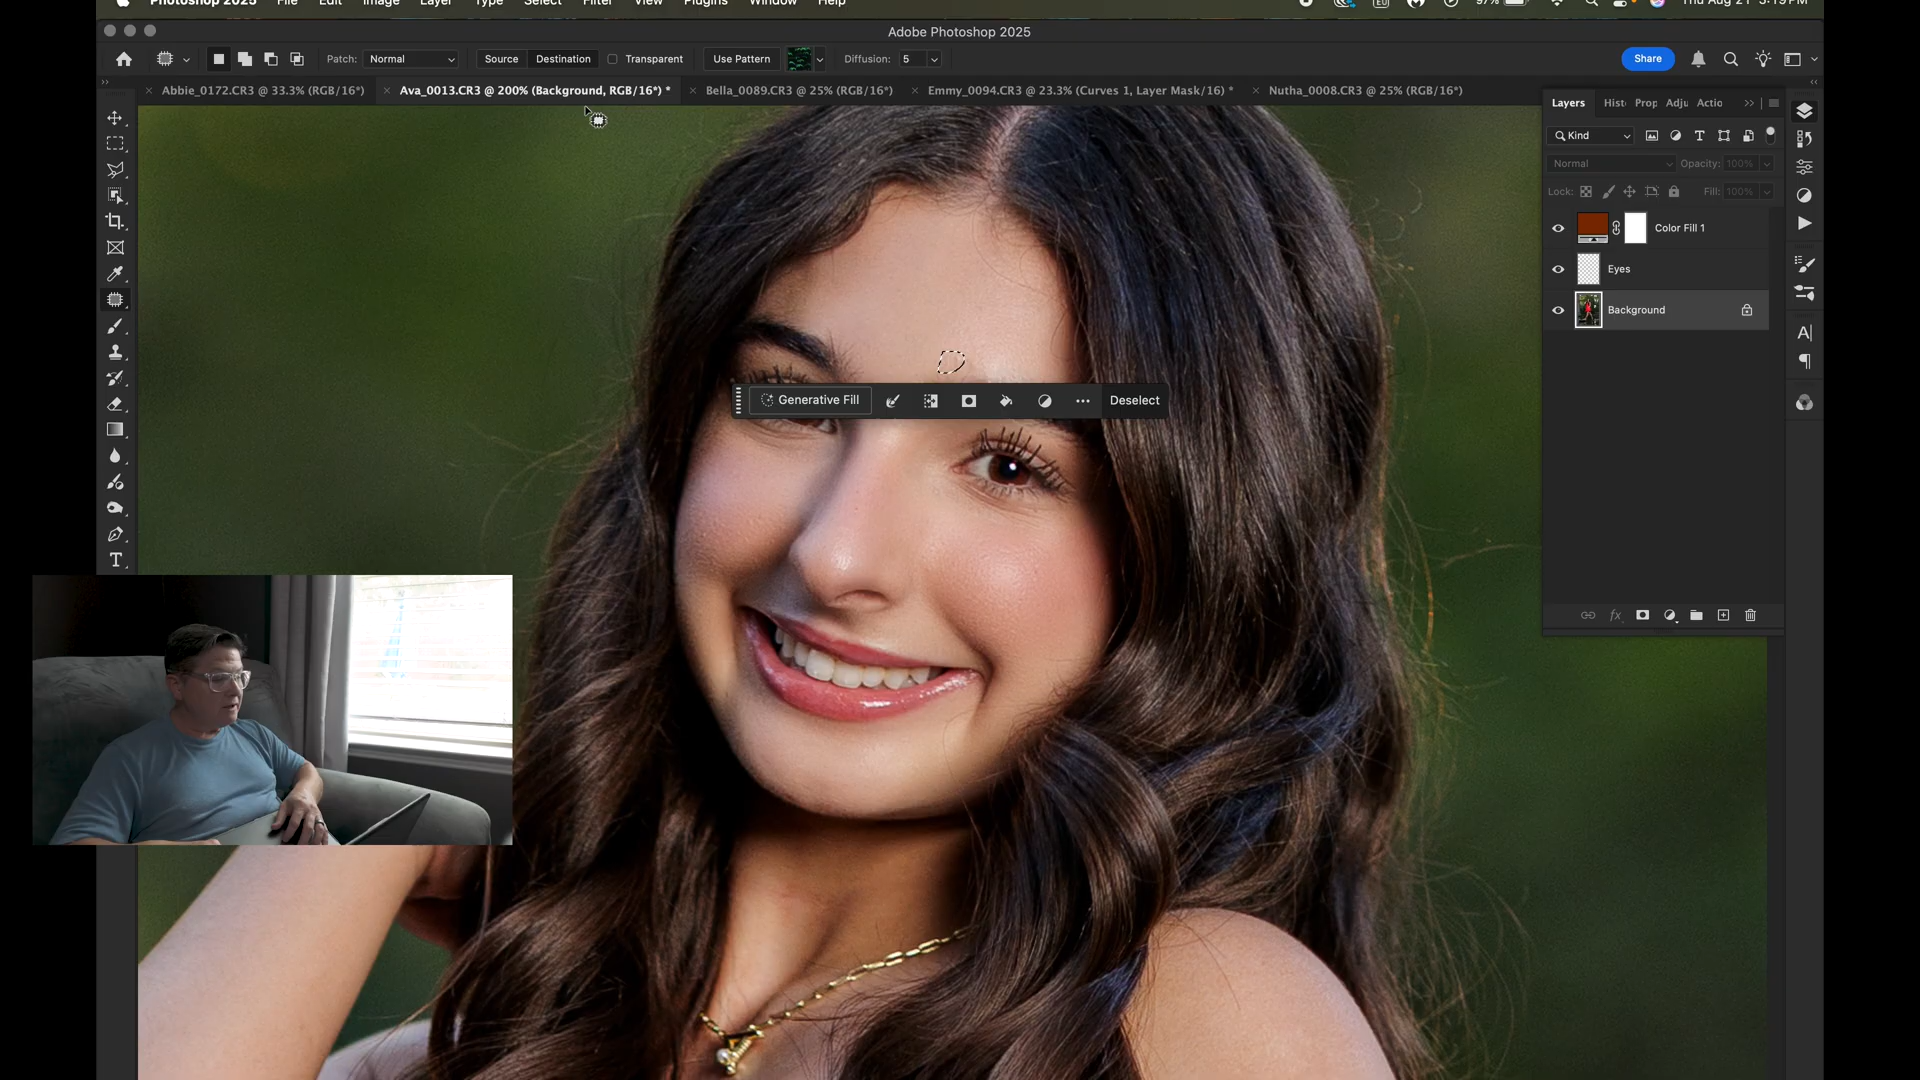 Photoshop 2025 File Edit Image Layer Type Select Filter View Plugins Window Help 97% Thu Aug 21 3:19 PM
Adobe Photoshop 2025
Patch: Normal Source Destination Transparent Use Pattern Diffusion: 5 Share
Abbie_0172.CR3 @ 33.3% (RGB/16*) Ava_0013.CR3 @ 200% (Background, RGB/16*) * Bella_0089.CR3 @ 25% (RGB/16*) Emmy_0094.CR3 @ 23.3% (Curves 1, Layer Mask/16) * Nutha_0008.CR3 @ 25% (RGB/16*)
Layers Hist Prop Adju Actio
Kind
Normal Opacity: 100%
Lock: Fill: 100%
Color Fill 1
Eyes
Background
Generative Fill Deselect